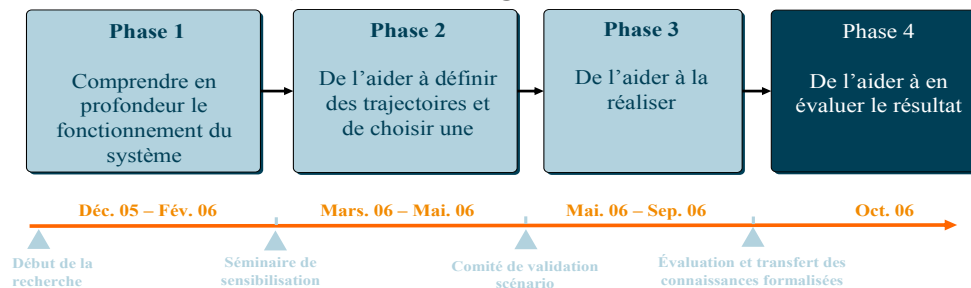 Phase 1
Comprendre en
profondeur le
fonctionnement du
système
Phase 2
De l'aider à définir
des trajectoires et
de choisir une
Phase 3
De l'aider à la
réaliser
Phase 4
De l'aider à en
évaluer le résultat
Déc. 05 – Fév. 06
Mars. 06 – Mai. 06
Mai. 06 – Sep. 06
Oct. 06
Début de la
recherche
Séminaire de
sensibilisation
Comité de validation
scénario
Évaluation et transfert des
connaissances formalisées